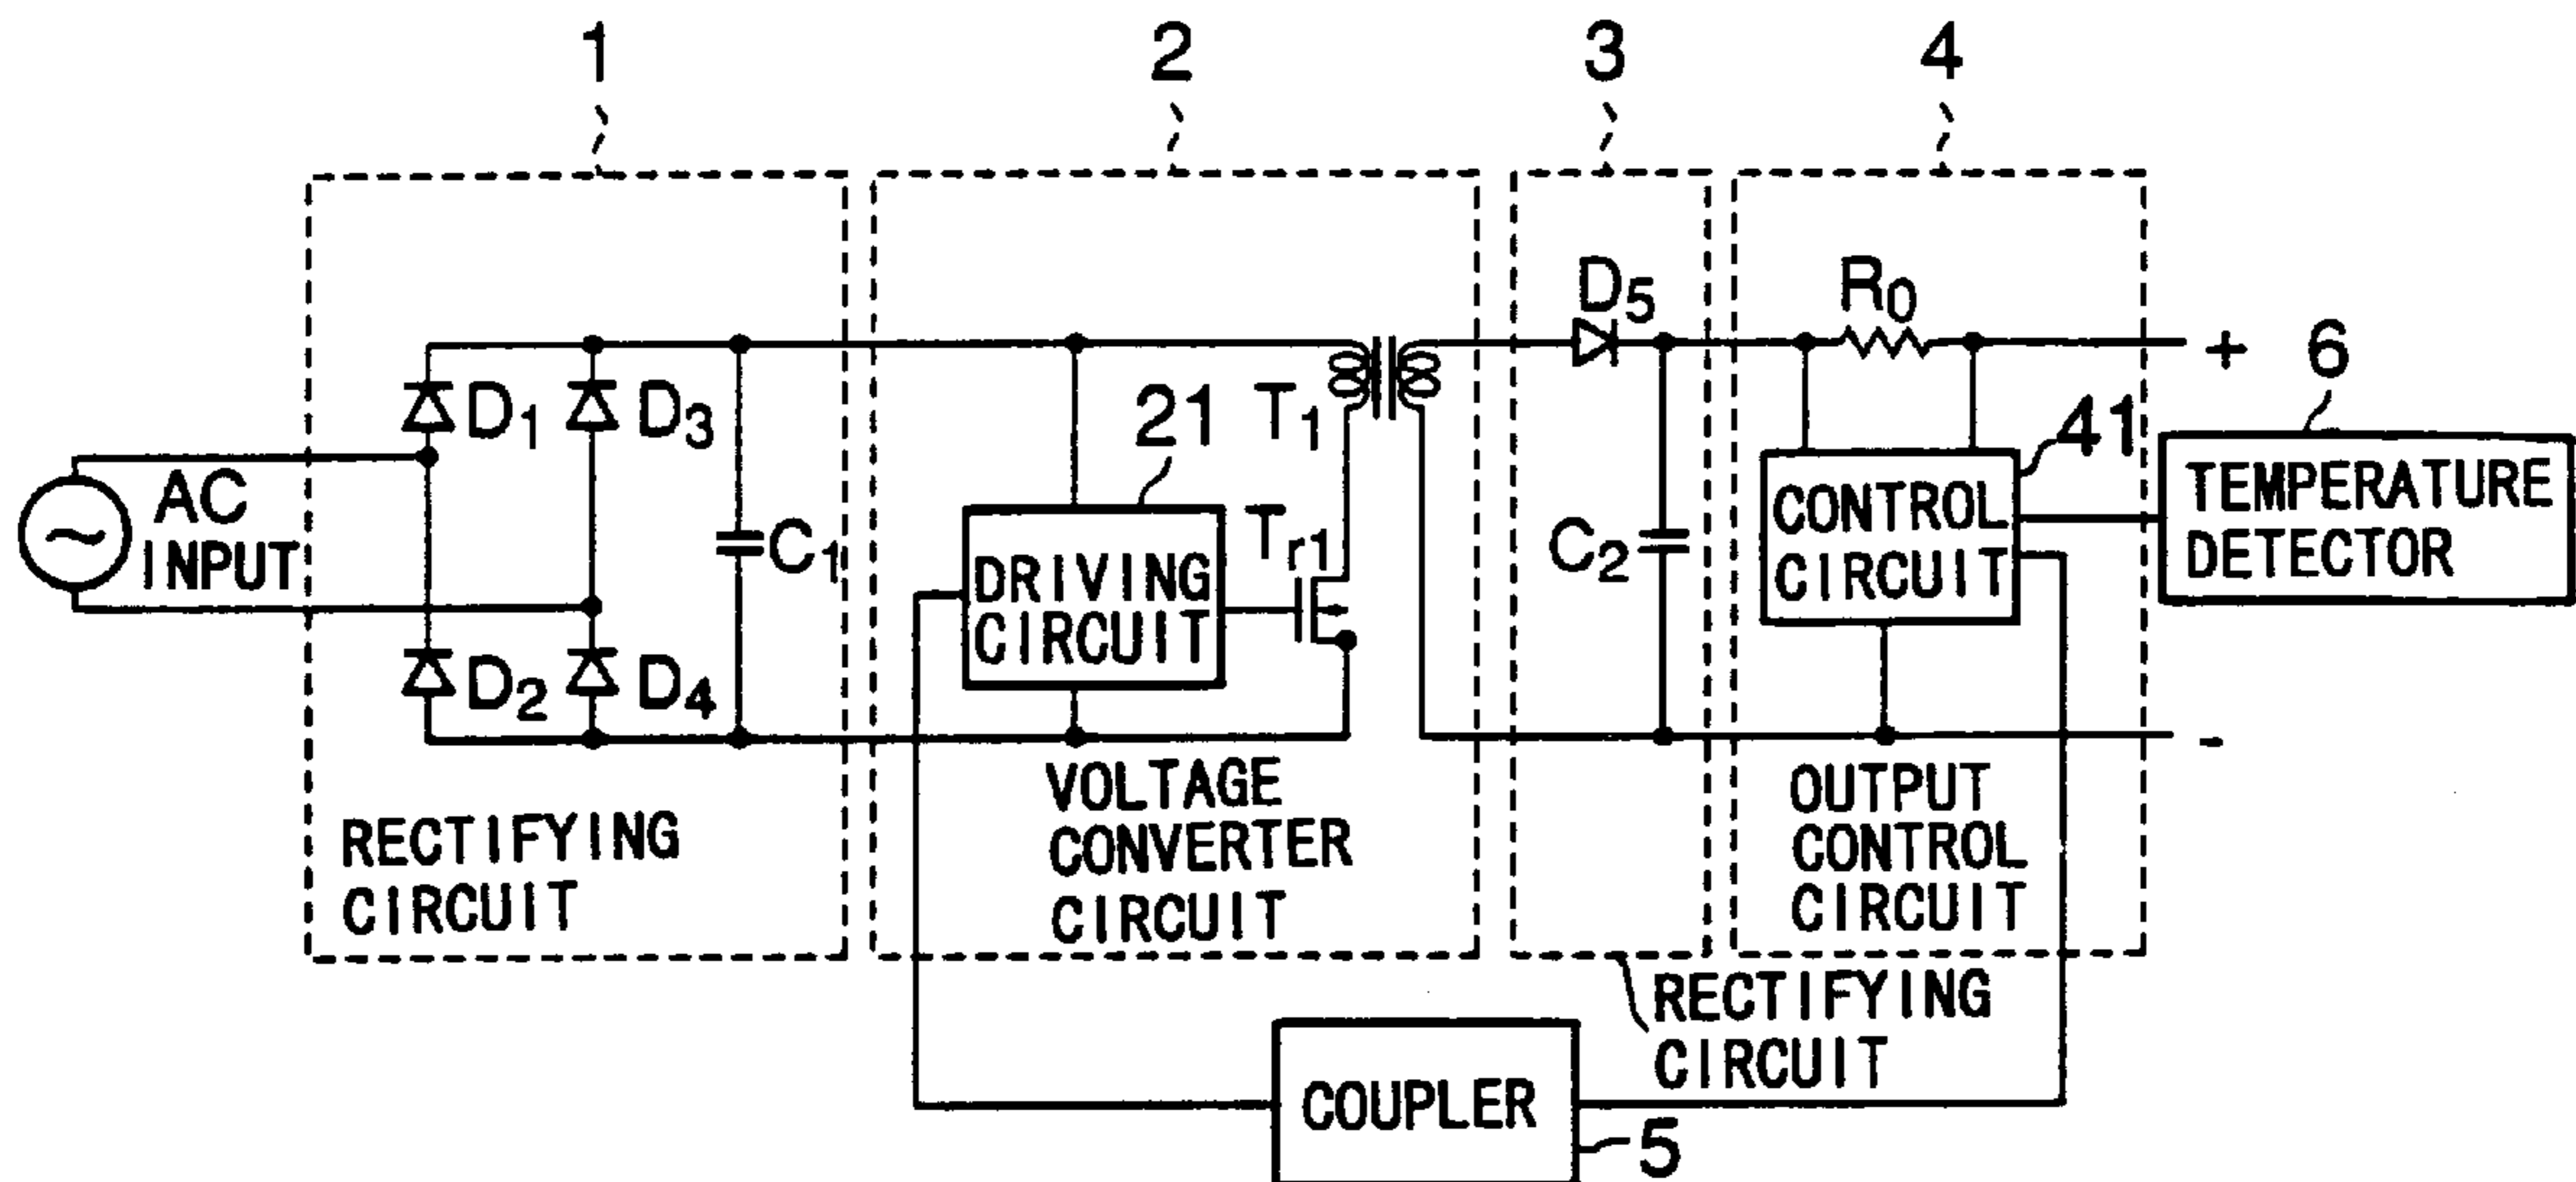 1
2
3
4
D5
R0
+
6
D1
D3
21
T1
41
AC
INPUT
C1
Tr1
C2
CONTROL
CIRCUIT
TEMPERATURE
DETECTOR
DRIVING
CIRCUIT
D2
D4
-
RECTIFYING
CIRCUIT
VOLTAGE
CONVERTER
CIRCUIT
OUTPUT
CONTROL
CIRCUIT
RECTIFYING
CIRCUIT
COUPLER
5